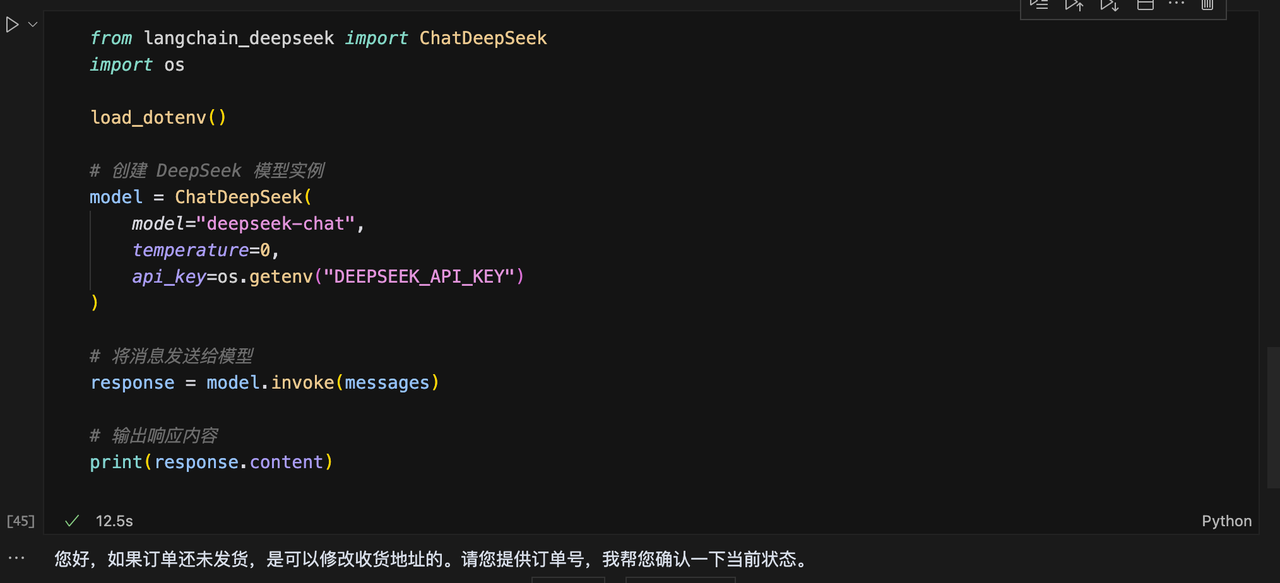 from langchain_deepseek import ChatDeepSeek
import os
load_dotenv()
# 创建 DeepSeek 模型实例
model = ChatDeepSeek(
model="deepseek-chat",
temperature=0,
api_key=os.getenv("DEEPSEEK_API_KEY")
)
# 将消息发送给模型
response = model.invoke(messages)
# 输出响应内容
print(response.content)
[45] 12.5s Python
您好，如果订单还未发货，是可以修改收货地址的。请您提供订单号，我帮您确认一下当前状态。